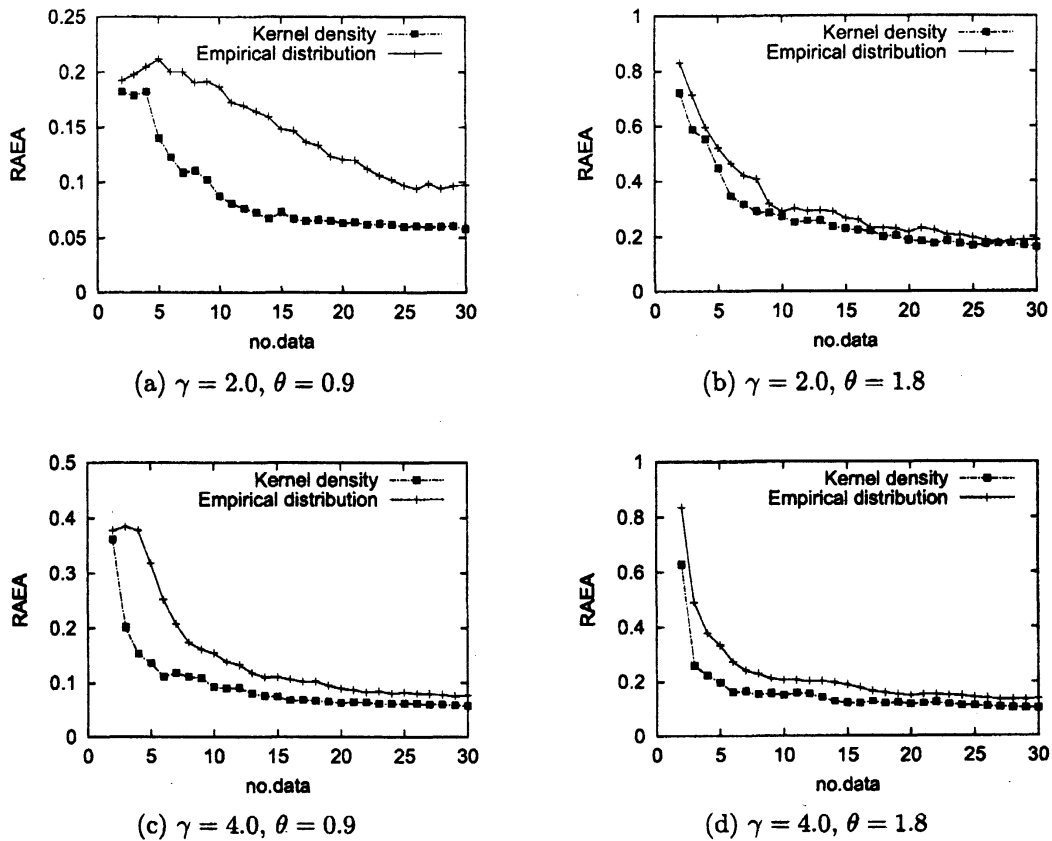 0.25
0.2
0.15
0.1
0.05
0
RAEA
Kernel density
Empirical distribution
0 5 10 15 20 25 30
no.data
(a) γ = 2.0, θ = 0.9
1
0.8
0.6
0.4
0.2
0
RAEA
Kernel density
Empirical distribution
0 5 10 15 20 25 30
no.data
(b) γ = 2.0, θ = 1.8
0.5
0.4
0.3
0.2
0.1
0
RAEA
Kernel density
Empirical distribution
0 5 10 15 20 25 30
no.data
(c) γ = 4.0, θ = 0.9
1
0.8
0.6
0.4
0.2
0
RAEA
Kernel density
Empirical distribution
0 5 10 15 20 25 30
no.data
(d) γ = 4.0, θ = 1.8